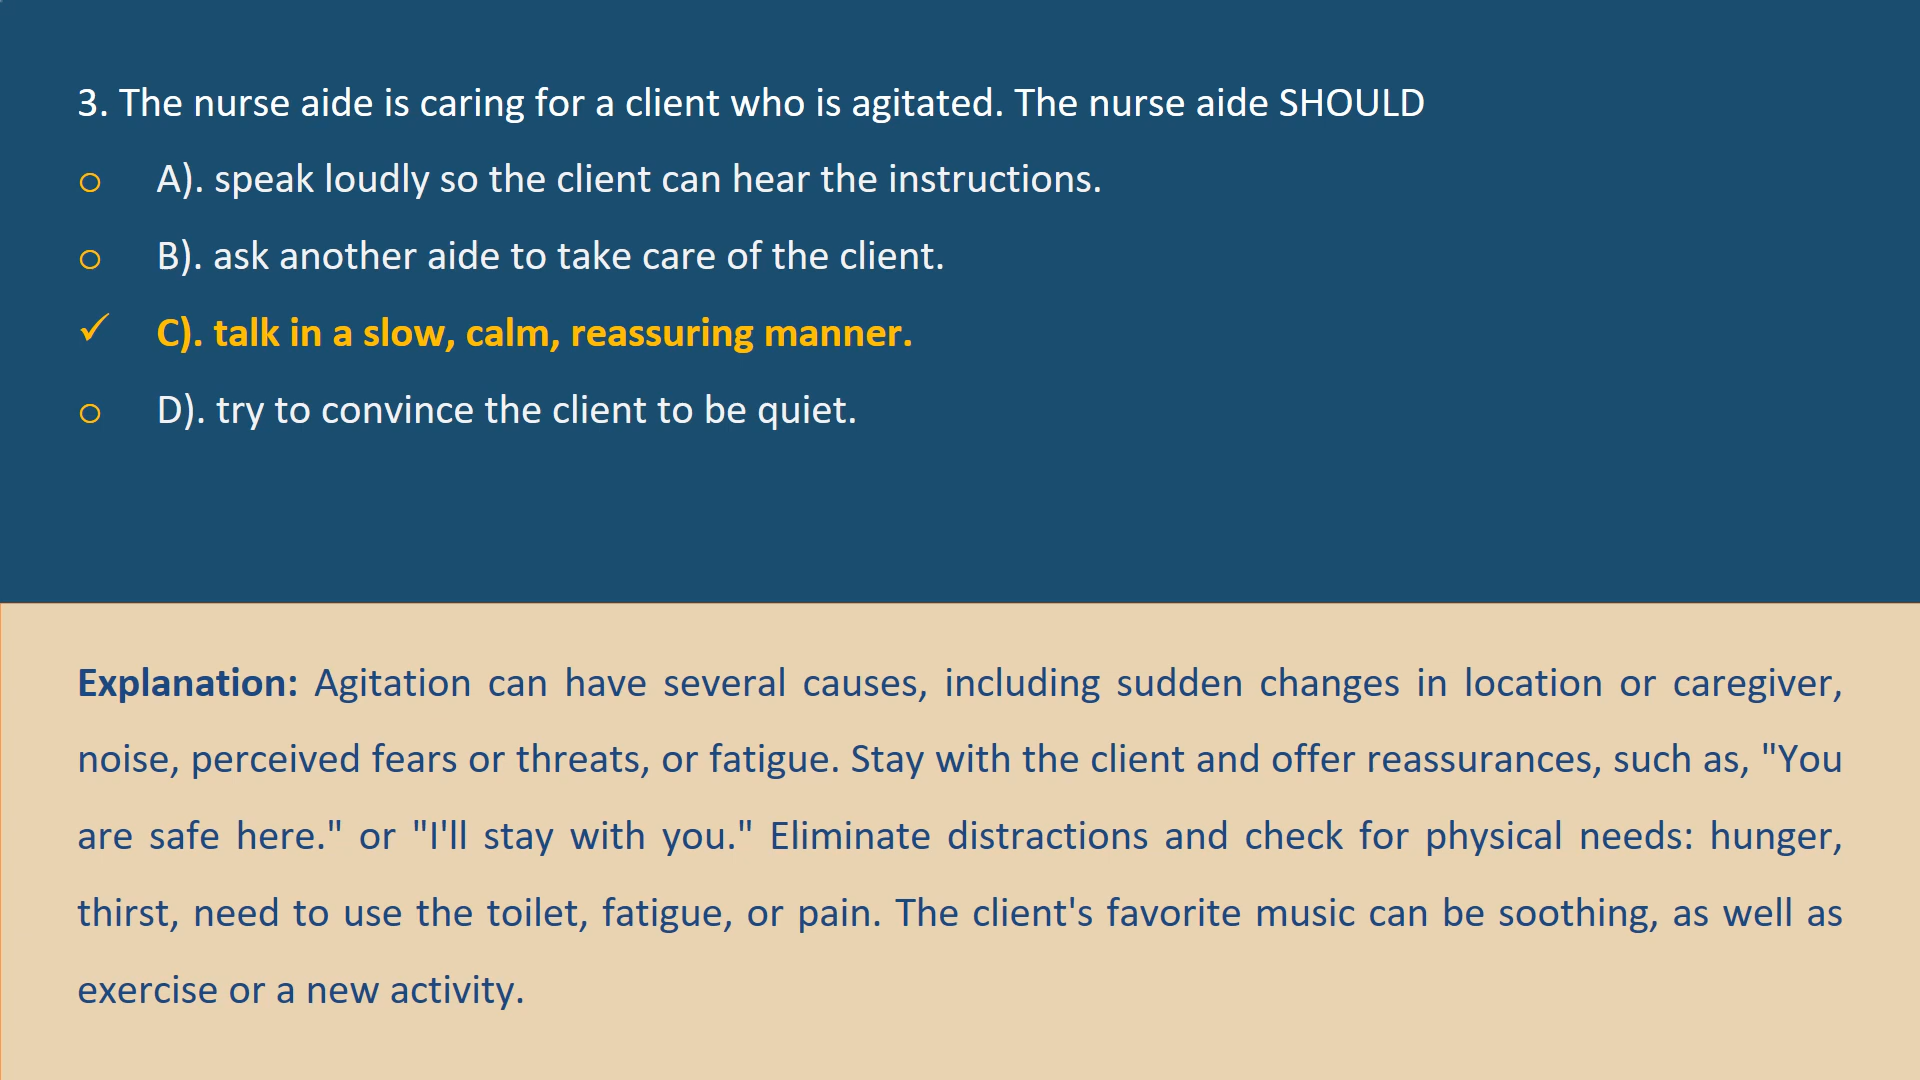 3. The nurse aide is caring for a client who is agitated. The nurse aide SHOULD
A). speak loudly so the client can hear the instructions.
B). ask another aide to take care of the client.
C). talk in a slow, calm, reassuring manner.
D). try to convince the client to be quiet.
Explanation: Agitation can have several causes, including sudden changes in location or caregiver,
noise, perceived fears or threats, or fatigue. Stay with the client and offer reassurances, such as, "You
are safe here." or "I'll stay with you." Eliminate distractions and check for physical needs: hunger,
thirst, need to use the toilet, fatigue, or pain. The client's favorite music can be soothing, as well as
exercise or a new activity.